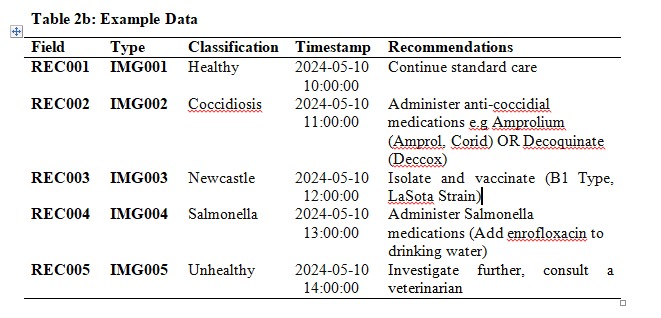 Table 2b: Example Data
Field Type Classification Timestamp Recommendations
REC001 IMG001 Healthy 2024-05-10 Continue standard care
10:00:00
REC002 IMG002 Coccidiosis 2024-05-10 Administer anti-coccidial
11:00:00 medications e.g Amprolium
(Amprol, Corid) OR Decoquinate
(Deccox)
REC003 IMG003 Newcastle 2024-05-10 Isolate and vaccinate (B1 Type,
12:00:00 LaSota Strain)
REC004 IMG004 Salmonella 2024-05-10 Administer Salmonella
13:00:00 medications (Add enrofloxacin to
drinking water)
REC005 IMG005 Unhealthy 2024-05-10 Investigate further, consult a
14:00:00 veterinarian